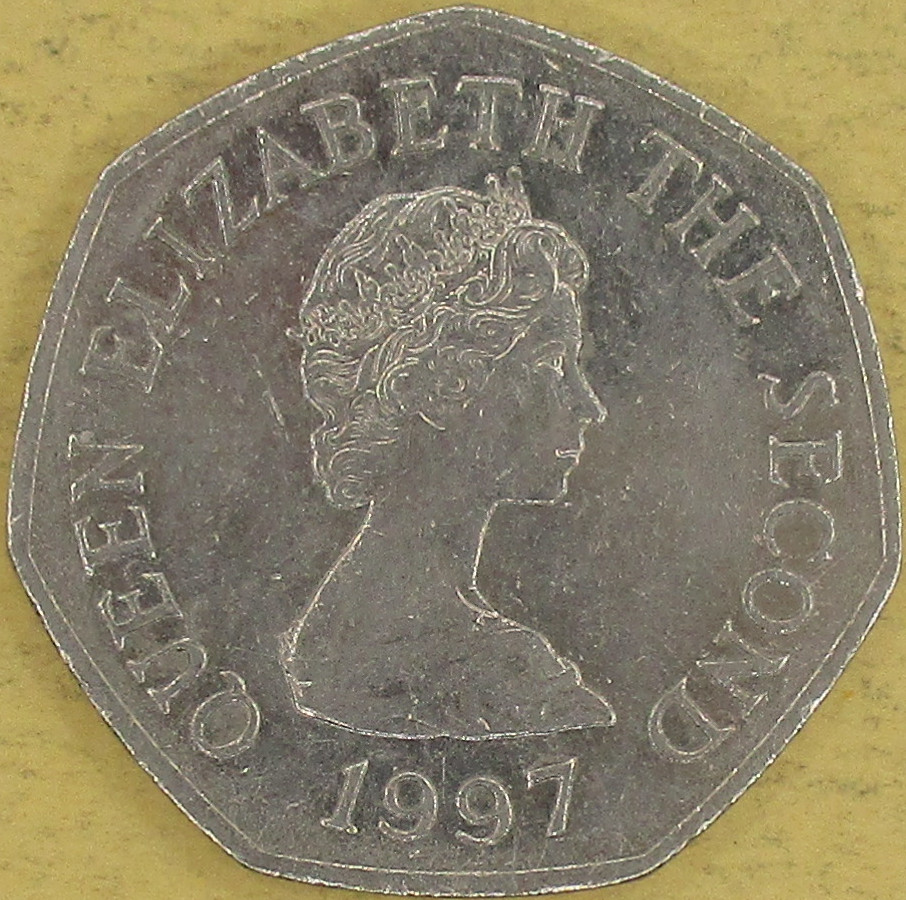 QUEEN ELIZABETH THE SECOND
1997